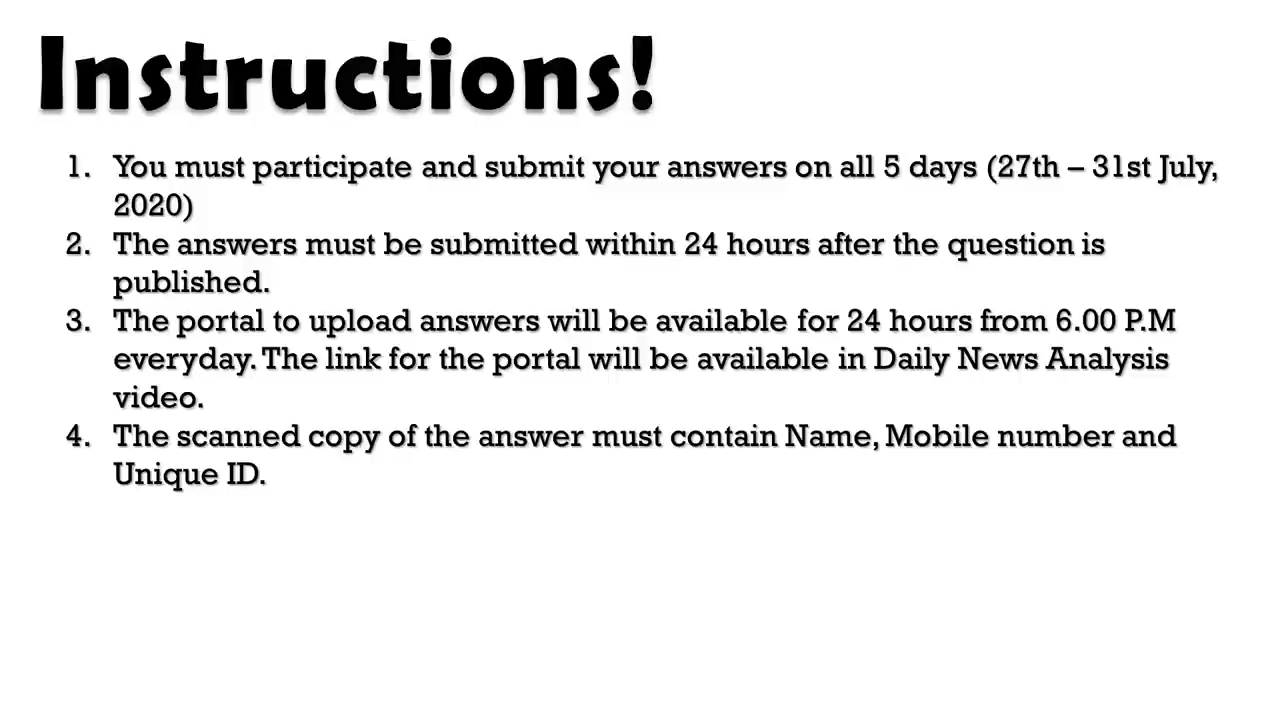 Instructions!
1. You must participate and submit your answers on all 5 days (27th – 31st July,
2020)
2. The answers must be submitted within 24 hours after the question is
published.
3. The portal to upload answers will be available for 24 hours from 6.00 P.M
everyday. The link for the portal will be available in Daily News Analysis
video.
4. The scanned copy of the answer must contain Name, Mobile number and
Unique ID.